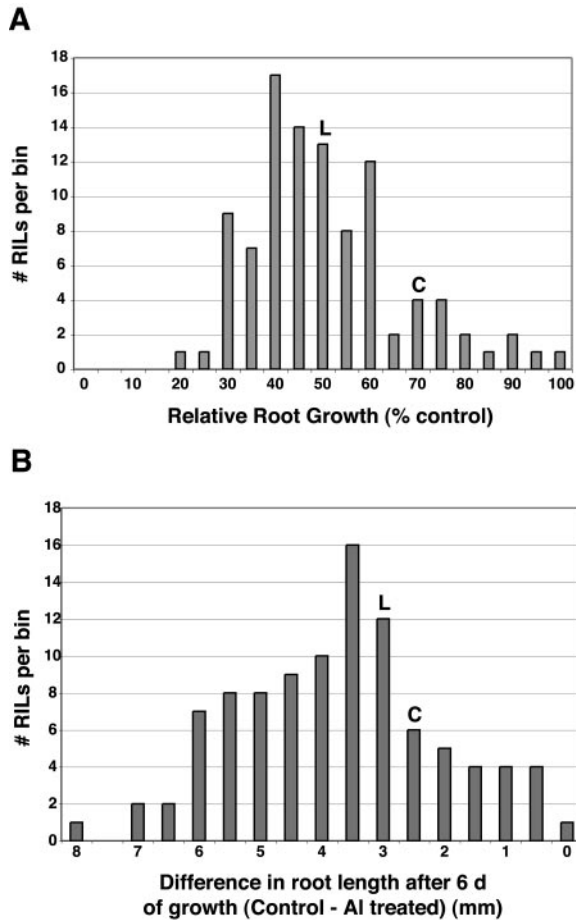 A
18
16
14
12
10
8
6
4
2
0
# RILs per bin
L
C
0 10 20 30 40 50 60 70 80 90 100
Relative Root Growth (% control)
B
18
16
14
12
10
8
6
4
2
0
# RILs per bin
L
C
8 7 6 5 4 3 2 1 0
Difference in root length after 6 d
of growth (Control - Al treated) (mm)